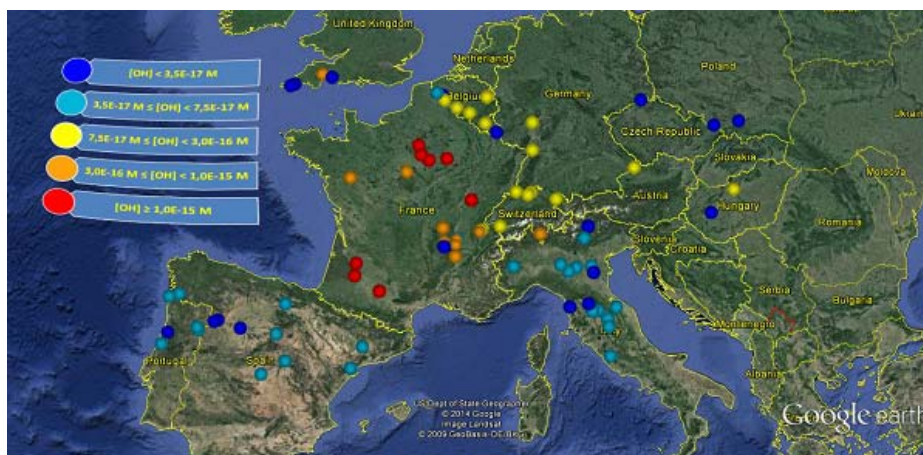 United Kingdom
[OH] < 3,5E-17 M
Netherlands
Poland
3,5E-17 M ≤ [OH] < 7,5E-17 M
Belgium
Germany
7,5E-17 M ≤ [OH] < 3,0E-16 M
Czech Republic
Slovakia
3,0E-16 M ≤ [OH] < 1,0E-15 M
Moldova
Austria
[OH] ≥ 1,0E-15 M
France
Switzerland
Hungary
Romania
Slovenia
Croatia
Serbia
Bulgaria
Montenegro
Italy
Portugal
Spain
Albania
US Dept of State Geographer
© 2014 Google
Image Landsat
© 2009 GeoBasis-DE/BKG
Google earth